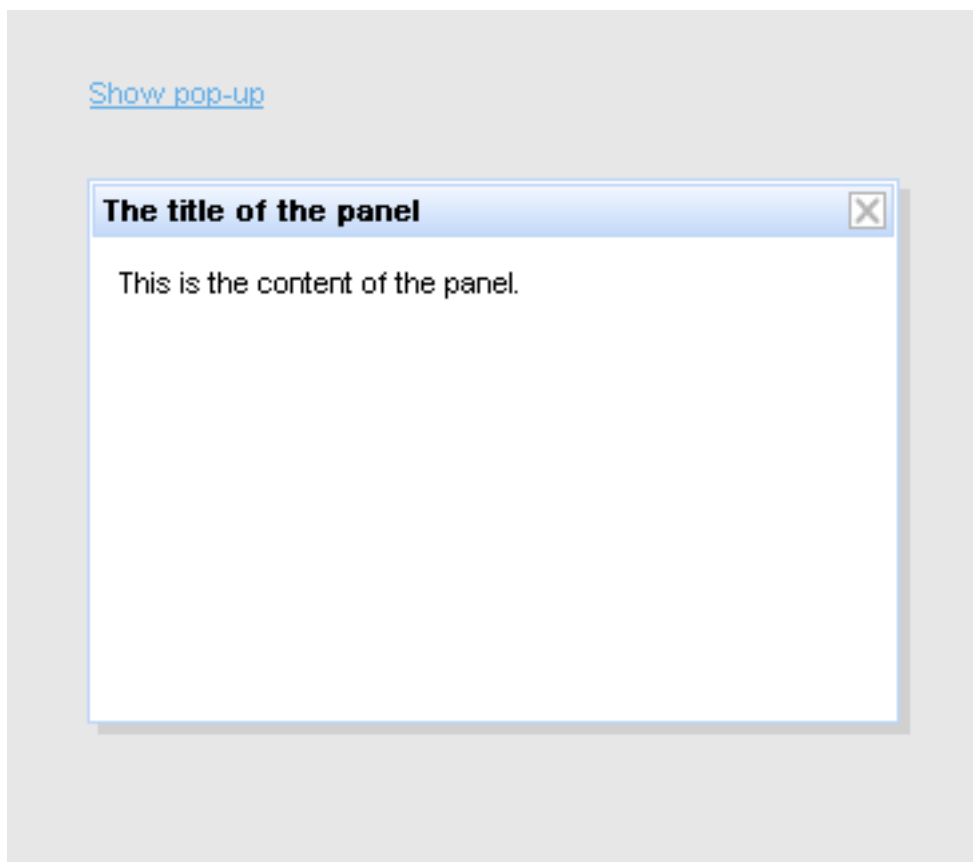 Show pop-up
The title of the panel
This is the content of the panel.